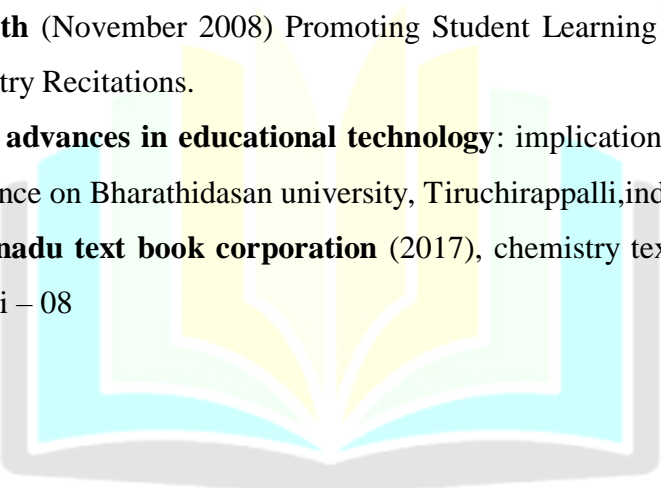 th (November 2008) Promoting Student Learning
try Recitations.
advances in educational technology: implication
nce on Bharathidasan university, Tiruchirappalli,ind
nadu text book corporation (2017), chemistry tex
i – 08